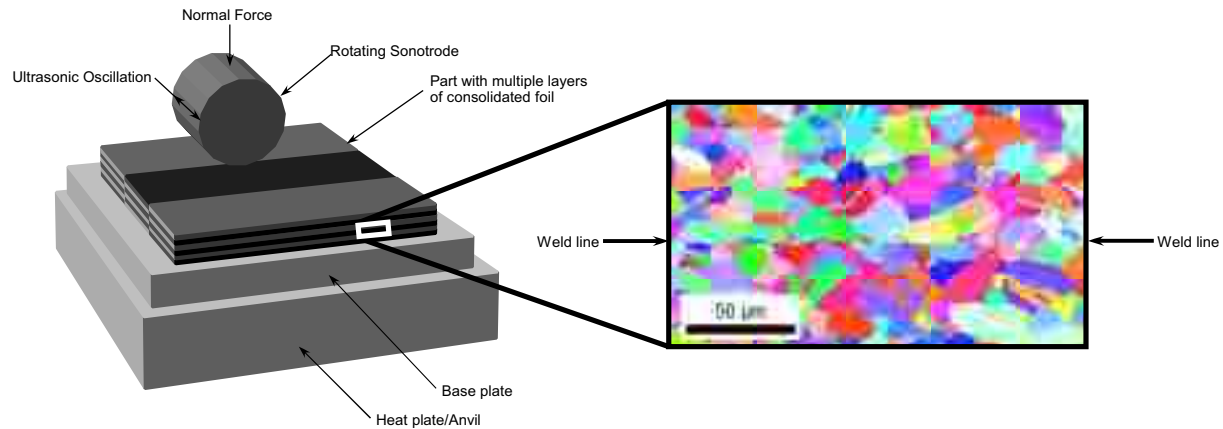 Normal Force
Rotating Sonotrode
Ultrasonic Oscillation
Part with multiple layers
of consolidated foil
Weld line
Weld line
50 µm
Base plate
Heat plate/Anvil